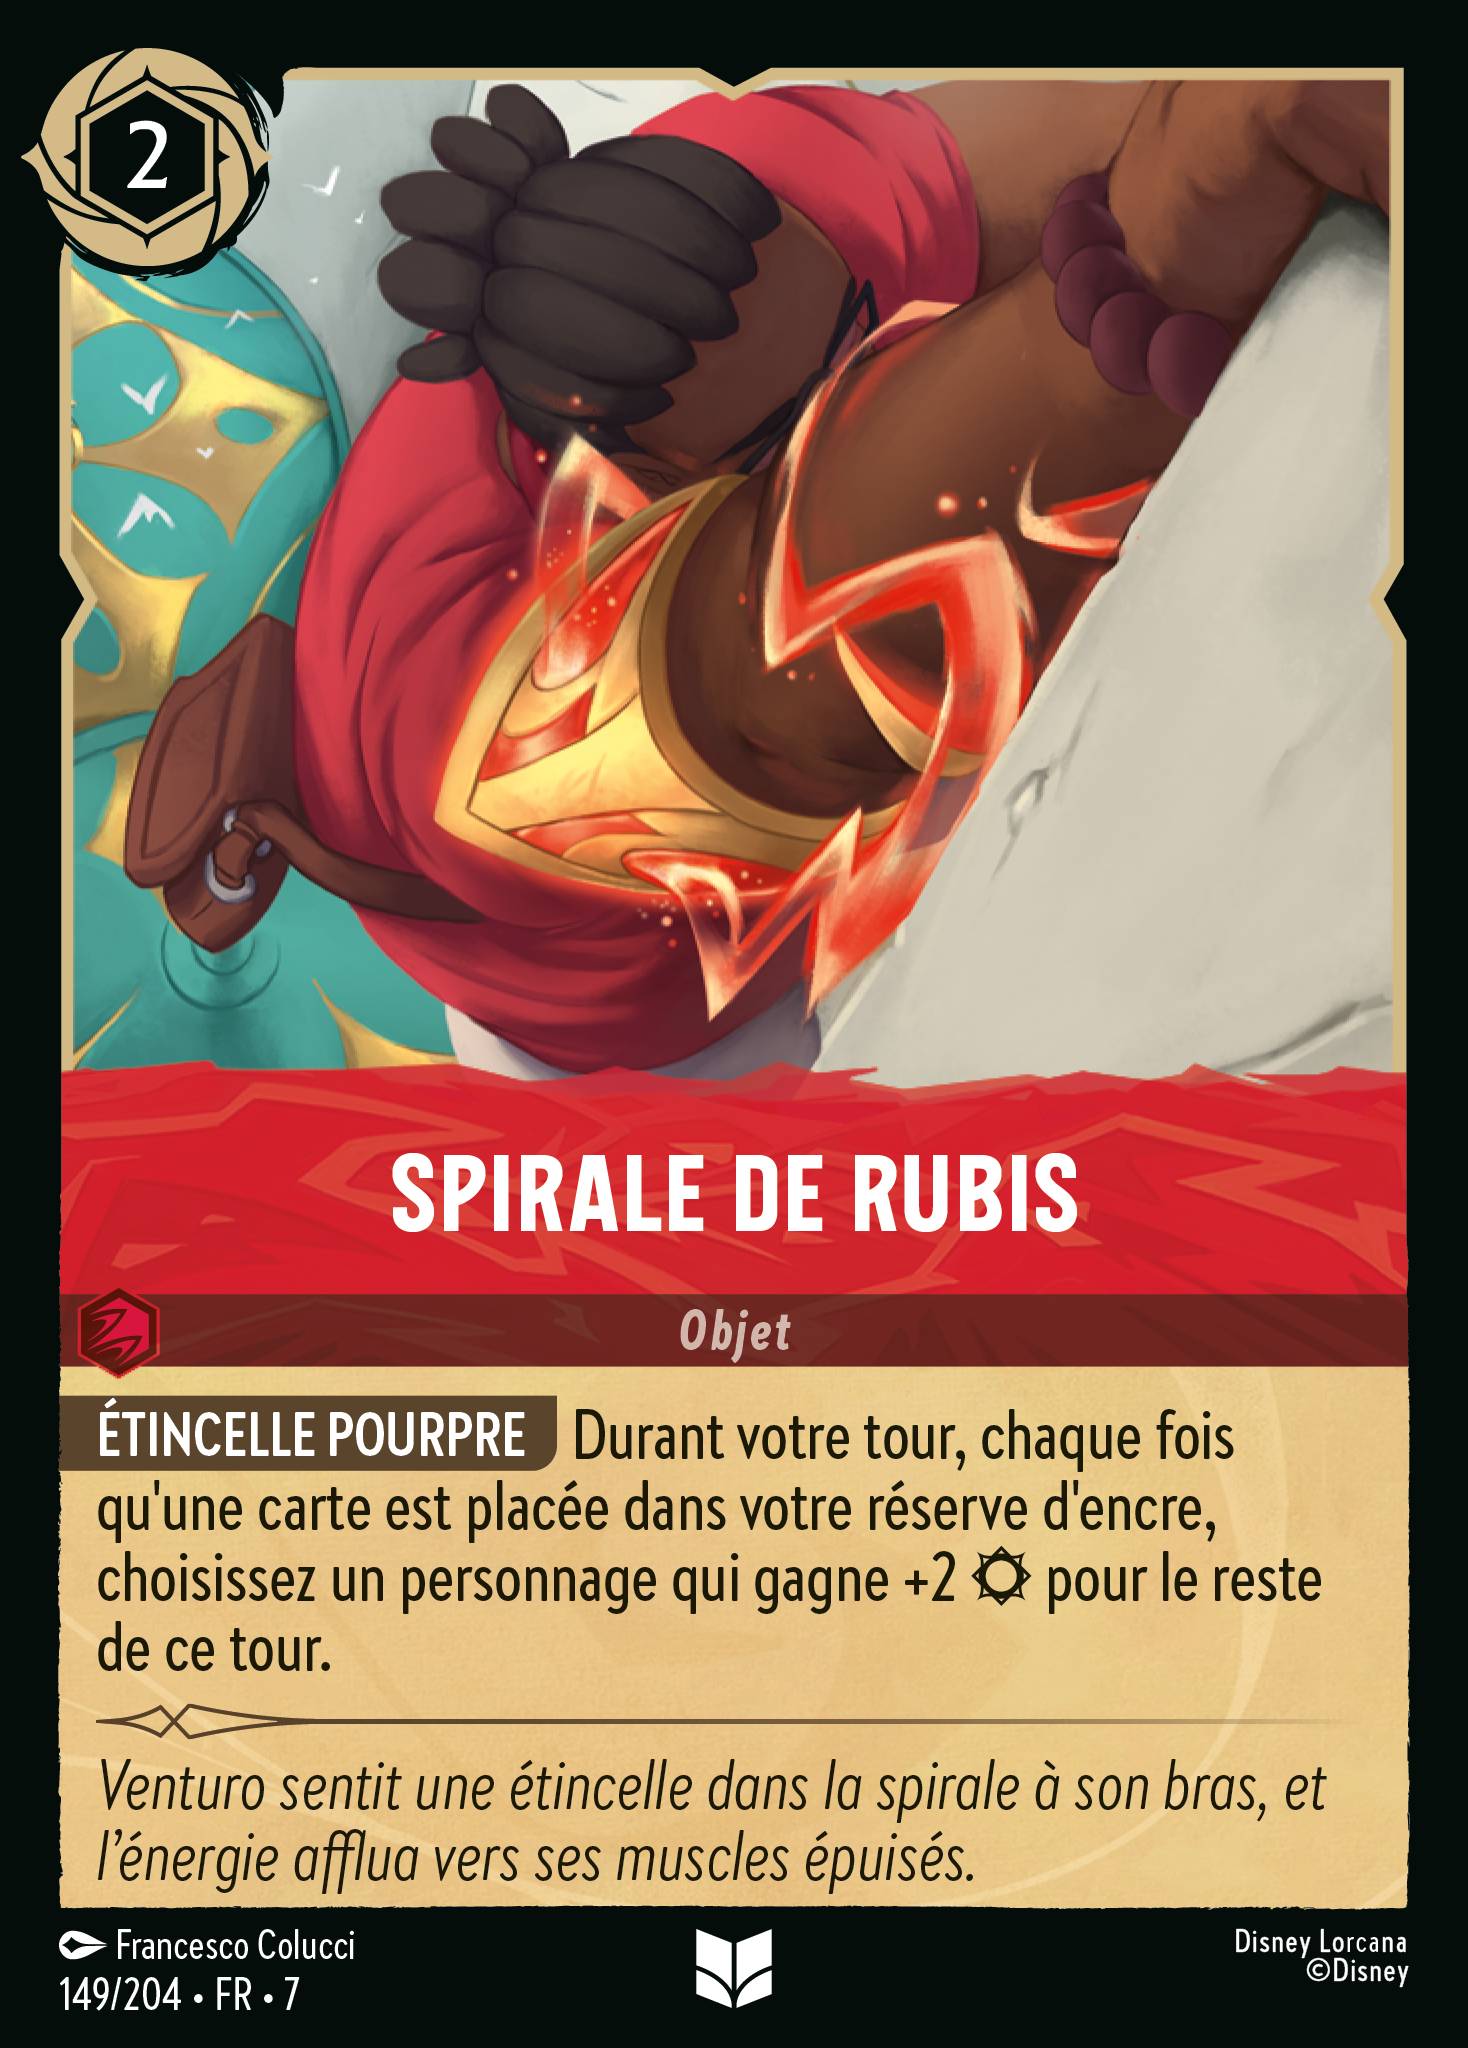 2
SPIRALE DE RUBIS
Objet
ÉTINCELLE POURPRE Durant votre tour, chaque fois
qu'une carte est placée dans votre réserve d'encre,
choisissez un personnage qui gagne +2 pour le reste
de ce tour.
Venturo sentit une étincelle dans la spirale à son bras, et
l’énergie afflua vers ses muscles épuisés.
Francesco Colucci
149/204 • FR • 7
Disney Lorcana
©Disney